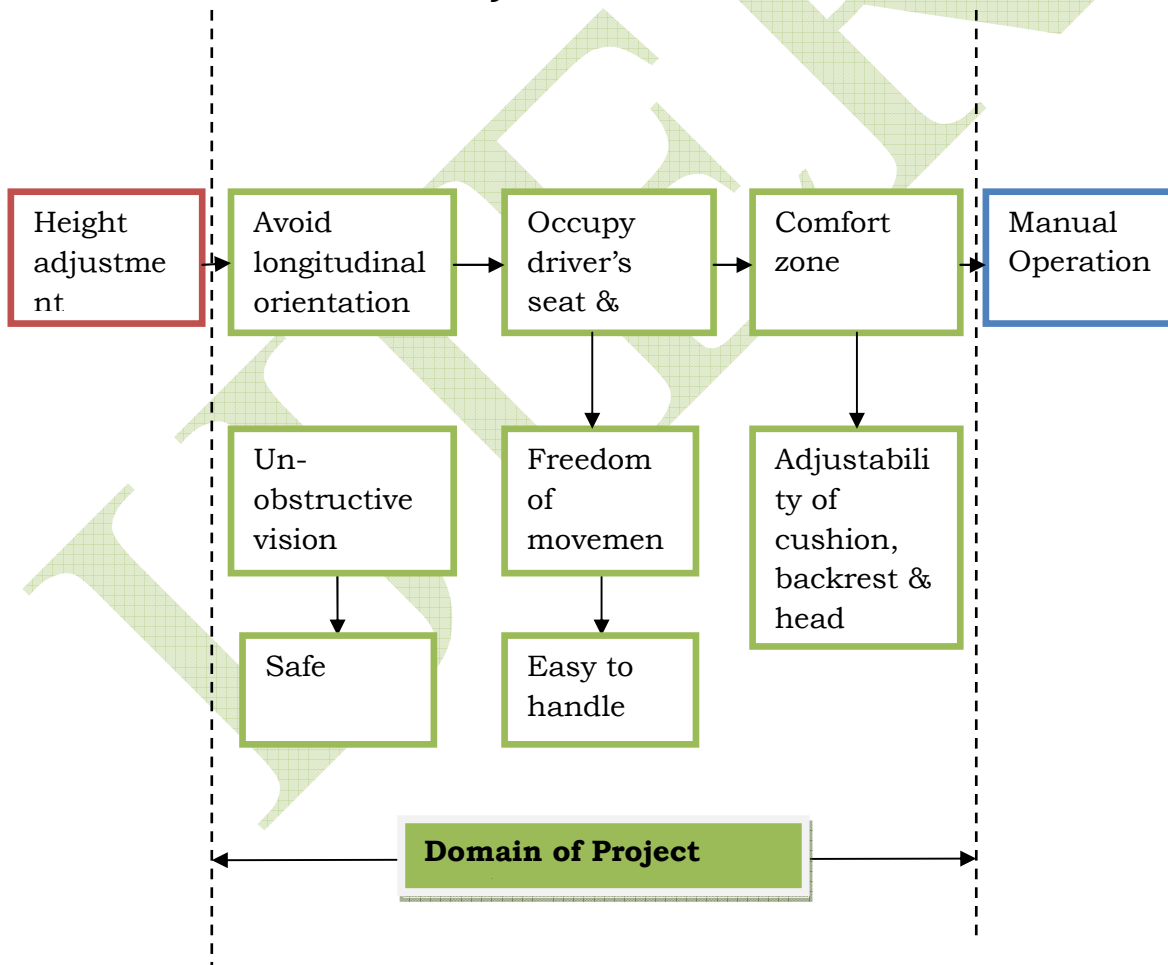 Height
adjustme
nt
Avoid
longitudinal
orientation
Occupy
driver's
seat &
Comfort
zone
Manual
Operation
Un-
obstructive
vision
Freedom
of
movemen
Adjustabili
ty of
cushion,
backrest &
head
Safe
Easy to
handle
Domain of Project